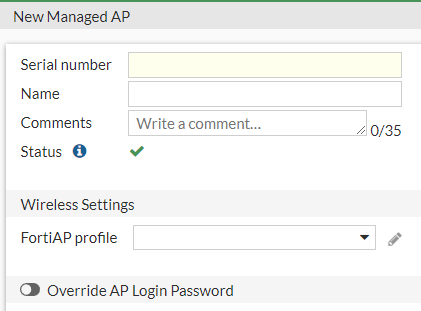 New Managed AP
Serial number
Name
Comments Write a comment... 0/35
Status
Wireless Settings
FortiAP profile
Override AP Login Password